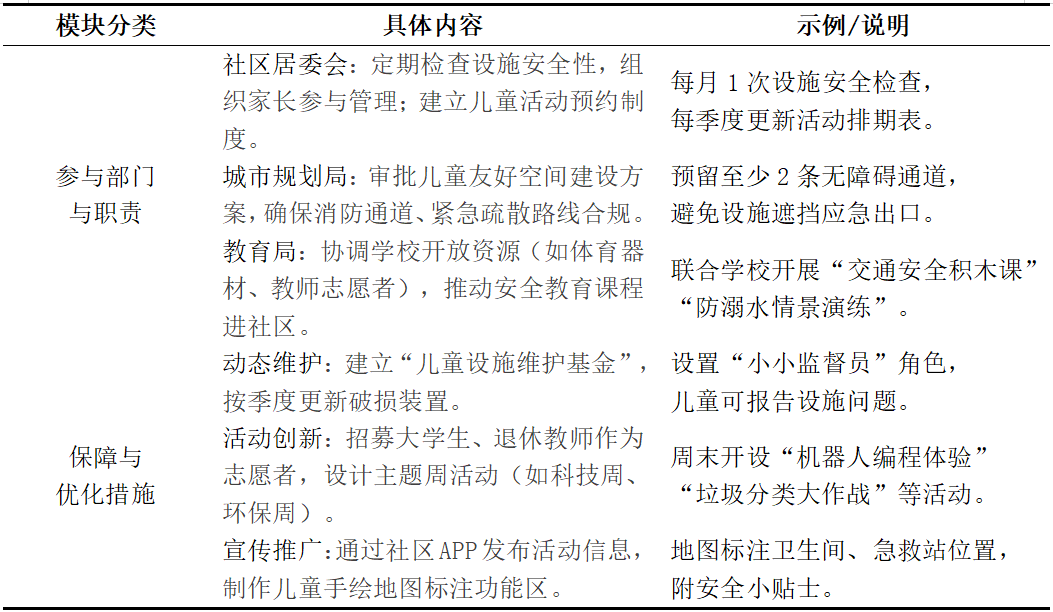 模块分类 具体内容 示例/说明
社区居委会：定期检查设施安全性，组
织家长参与管理；建立儿童活动预约制
度。
每月1次设施安全检查，
每季度更新活动排期表。
参与部门
与职责
城市规划局：审批儿童友好空间建设方
案，确保消防通道、紧急疏散路线合规。
预留至少2条无障碍通道，
避免设施遮挡应急出口。
教育局：协调学校开放资源（如体育器
材、教师志愿者），推动安全教育课程
进社区。
联合学校开展“交通安全积木课”
“防溺水情景演练”。
动态维护：建立“儿童设施维护基金”，
按季度更新破损装置。
设置“小小监督员”角色，
儿童可报告设施问题。
保障与
优化措施
活动创新：招募大学生、退休教师作为
志愿者，设计主题周活动（如科技周、
环保周）。
周末开设“机器人编程体验”
“垃圾分类大作战”等活动。
宣传推广：通过社区APP发布活动信息，
制作儿童手绘地图标注功能区。
地图标注卫生间、急救站位置，
附安全小贴士。